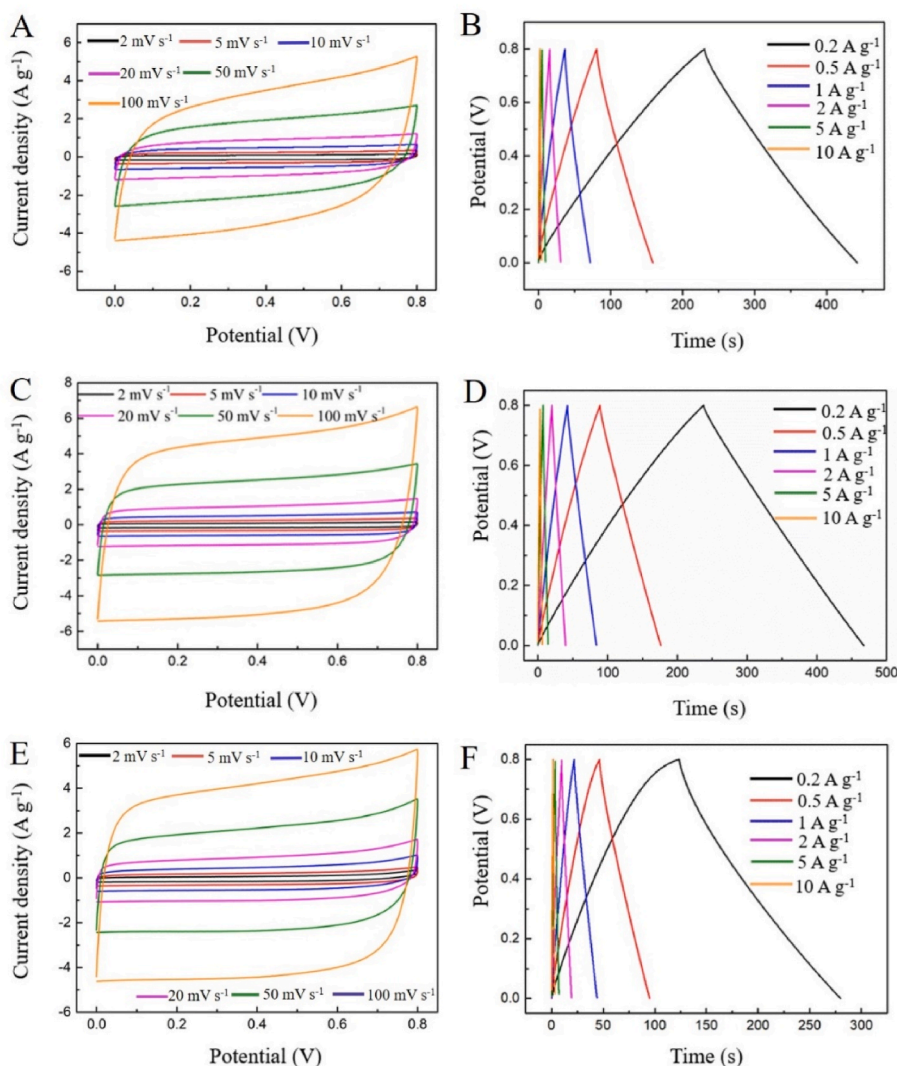 A
2 mV s⁻¹ 5 mV s⁻¹ 10 mV s⁻¹
20 mV s⁻¹ 50 mV s⁻¹
100 mV s⁻¹
Current density (A g⁻¹)
6
4
2
0
-2
-4
-6
0.0 0.2 0.4 0.6 0.8
Potential (V)
B
0.2 A g⁻¹
0.5 A g⁻¹
1 A g⁻¹
2 A g⁻¹
5 A g⁻¹
10 A g⁻¹
Potential (V)
0.8
0.6
0.4
0.2
0.0
0 100 200 300 400
Time (s)
C
2 mV s⁻¹ 5 mV s⁻¹ 10 mV s⁻¹
20 mV s⁻¹ 50 mV s⁻¹ 100 mV s⁻¹
Current density (A g⁻¹)
8
6
4
2
0
-2
-4
-6
0.0 0.2 0.4 0.6 0.8
Potential (V)
D
0.2 A g⁻¹
0.5 A g⁻¹
1 A g⁻¹
2 A g⁻¹
5 A g⁻¹
10 A g⁻¹
Potential (V)
0.8
0.6
0.4
0.2
0.0
0 100 200 300 400 500
Time (s)
E
2 mV s⁻¹ 5 mV s⁻¹ 10 mV s⁻¹
20 mV s⁻¹ 50 mV s⁻¹ 100 mV s⁻¹
Current density (A g⁻¹)
6
4
2
0
-2
-4
-6
0.0 0.2 0.4 0.6 0.8
Potential (V)
F
0.2 A g⁻¹
0.5 A g⁻¹
1 A g⁻¹
2 A g⁻¹
5 A g⁻¹
10 A g⁻¹
Potential (V)
0.8
0.6
0.4
0.2
0.0
0 50 100 150 200 250 300
Time (s)